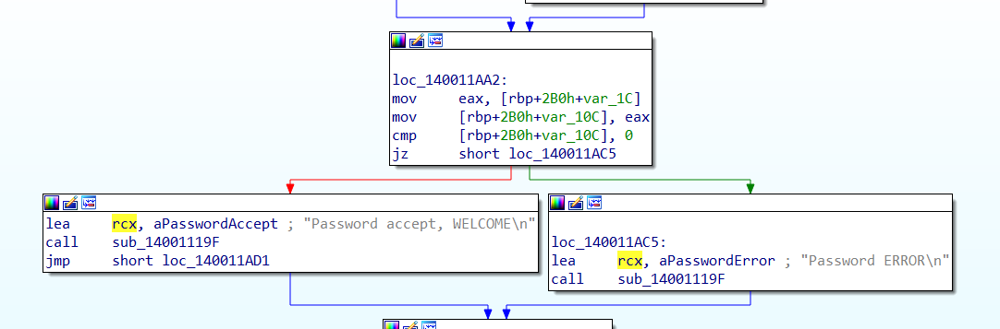 loc_140011AA2:
mov eax, [rbp+2B0h+var_1C]
mov [rbp+2B0h+var_10C], eax
cmp [rbp+2B0h+var_10C], 0
jz short loc_140011AC5
lea rcx, aPasswordAccept ; "Password accept, WELCOME\n"
call sub_14001119F
jmp short loc_140011AD1
loc_140011AC5:
lea rcx, aPasswordError ; "Password ERROR\n"
call sub_14001119F